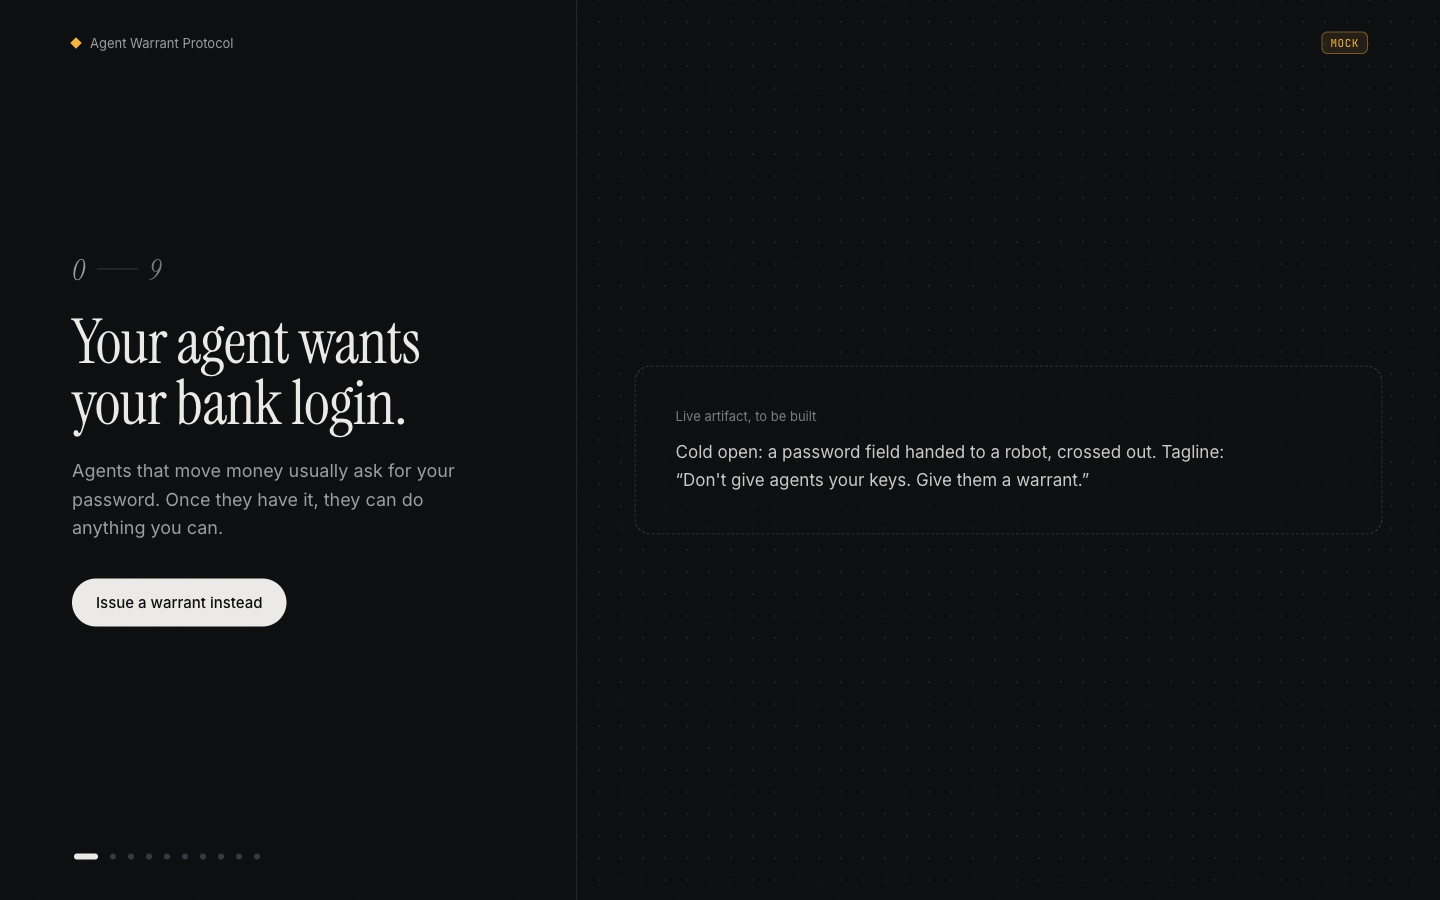 Agent Warrant Protocol
MOCK
0 — 9
Your agent wants
your bank login.
Agents that move money usually ask for your
password. Once they have it, they can do
anything you can.
Issue a warrant instead
Live artifact, to be built
Cold open: a password field handed to a robot, crossed out. Tagline:
“Don't give agents your keys. Give them a warrant.”